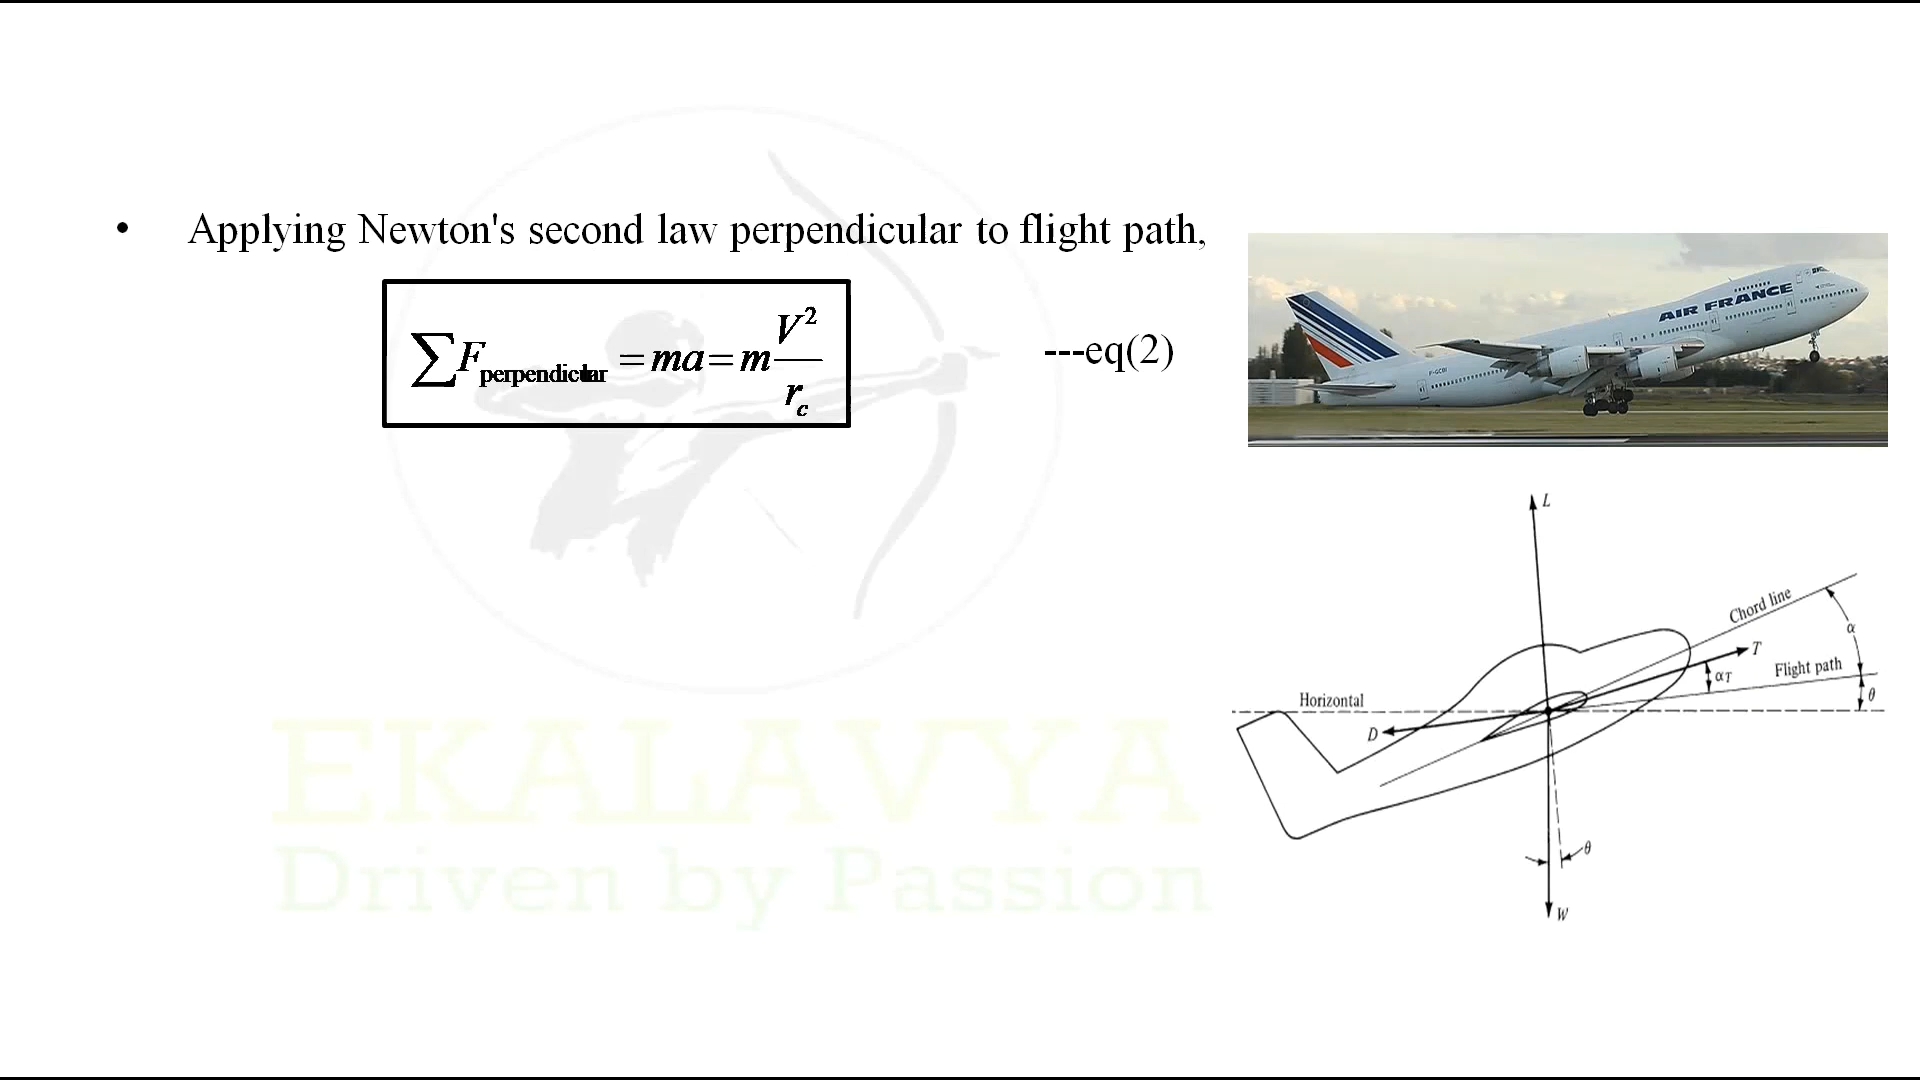 • Applying Newton's second law perpendicular to flight path,
∑F_perpendicular = ma = m V²/r_c ---eq(2)
AIR FRANCE
F-GCBI
L
Chord line
α
T
Flight path
α_T
θ
Horizontal
D
θ
W
EKALAVYA
Driven by Passion